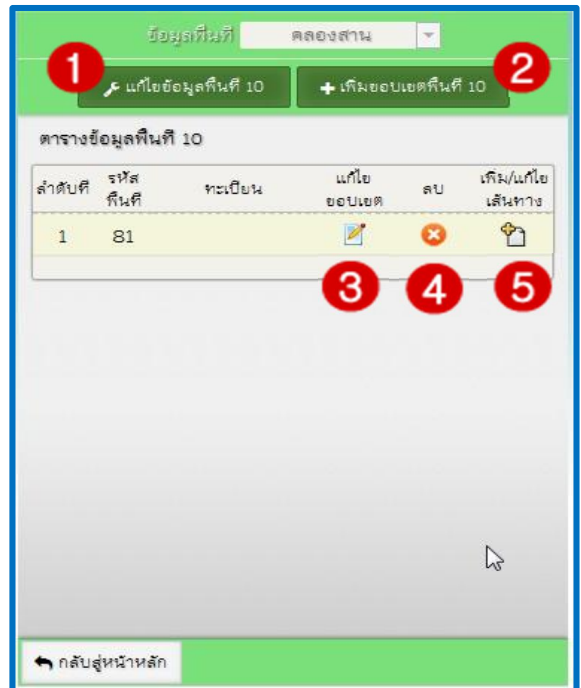 ข้อมูลพื้นที่ คลองสาน
1 2
แก้ไขข้อมูลพื้นที่ 10 เพิ่มขอบเขตพื้นที่ 10
ตารางข้อมูลพื้นที่ 10
ลำดับที่ รหัสพื้นที่ ทะเบียน แก้ไขขอบเขต ลบ เพิ่ม/แก้ไขเส้นทาง
1 81
3 4 5
กลับสู่หน้าหลัก